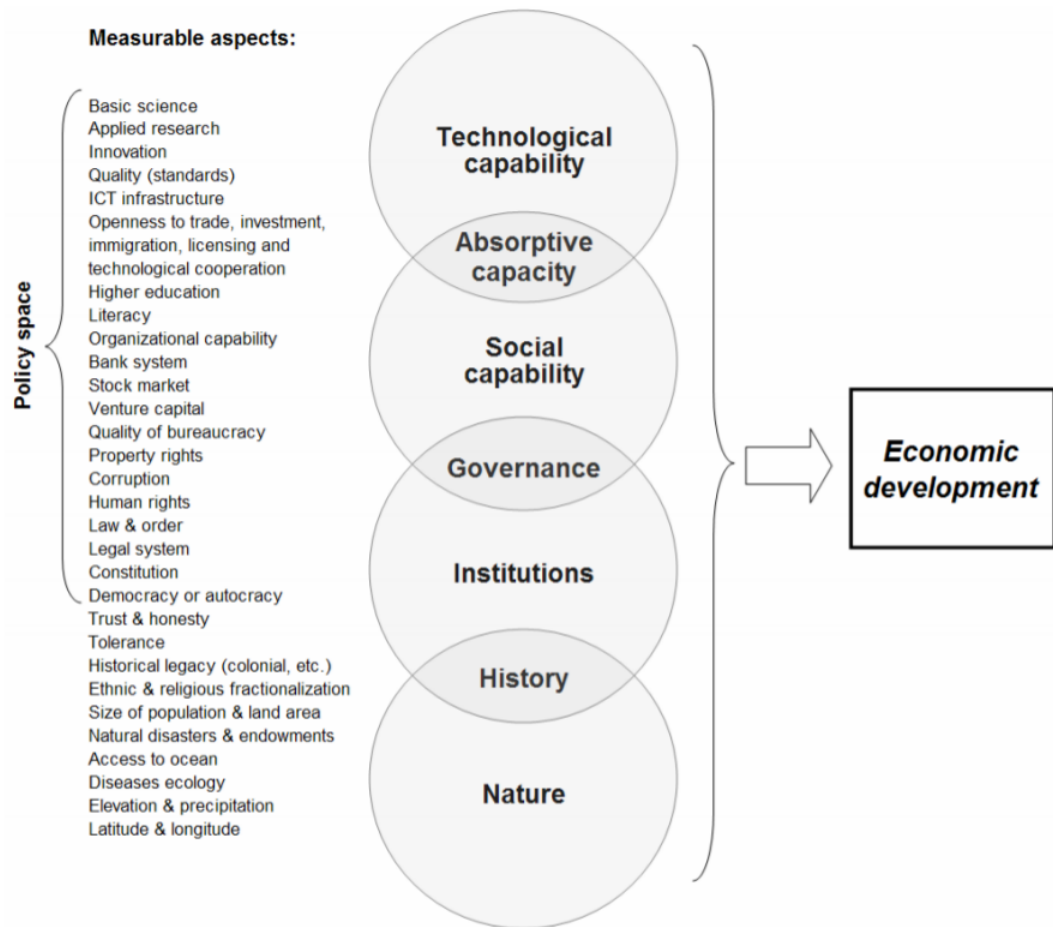 Measurable aspects:
Policy space
Basic science
Applied research
Innovation
Quality (standards)
ICT infrastructure
Openness to trade, investment,
immigration, licensing and
technological cooperation
Higher education
Literacy
Organizational capability
Bank system
Stock market
Venture capital
Quality of bureaucracy
Property rights
Corruption
Human rights
Law & order
Legal system
Constitution
Democracy or autocracy
Trust & honesty
Tolerance
Historical legacy (colonial, etc.)
Ethnic & religious fractionalization
Size of population & land area
Natural disasters & endowments
Access to ocean
Diseases ecology
Elevation & precipitation
Latitude & longitude
Technological
capability
Absorptive
capacity
Social
capability
Governance
Institutions
History
Nature
Economic
development